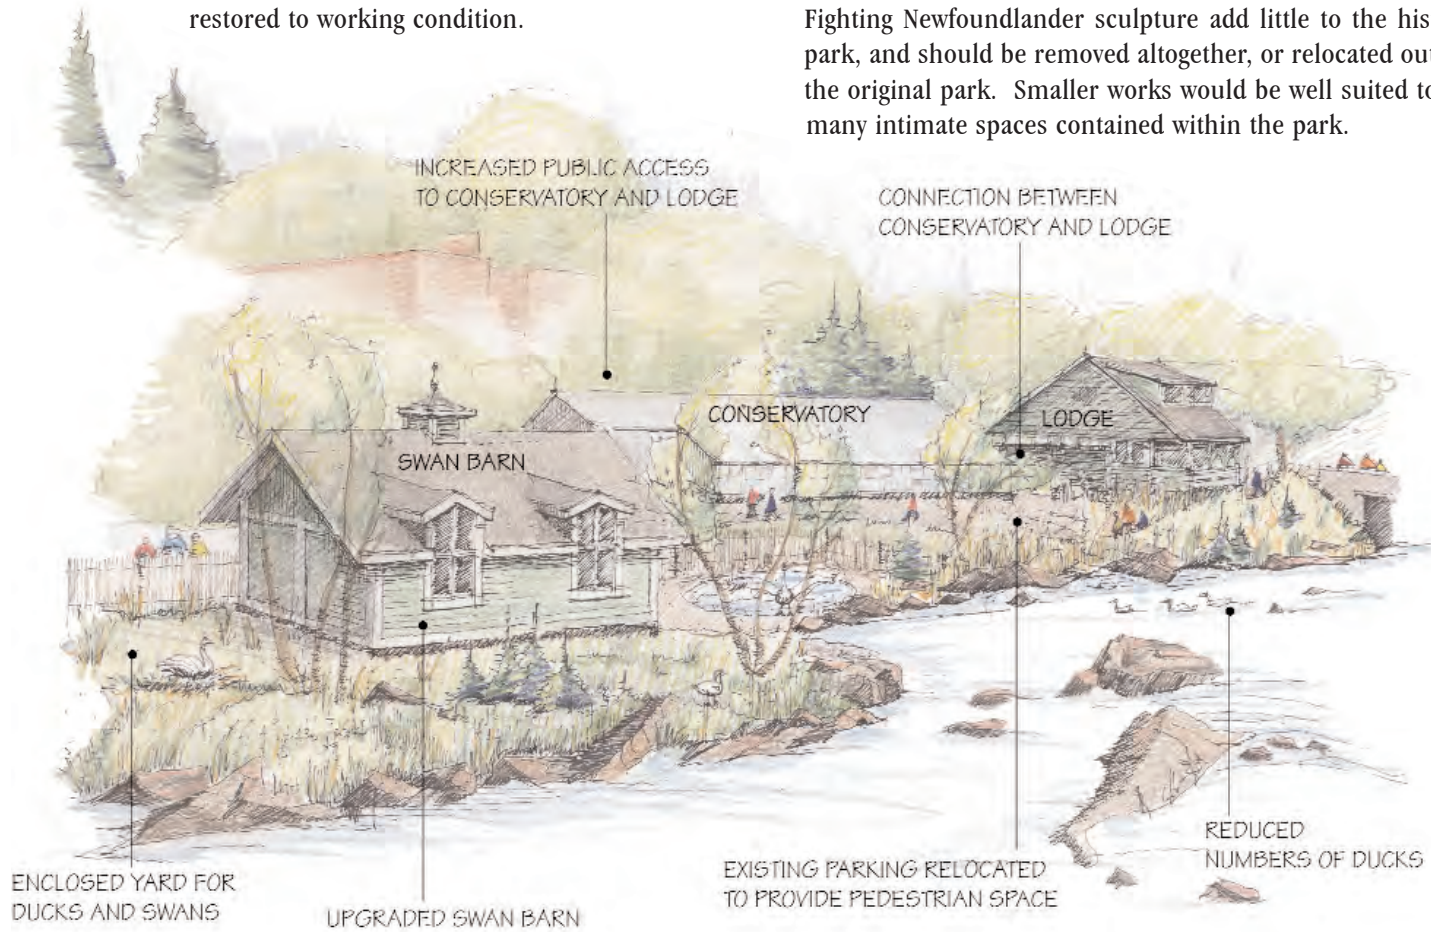 restored to working condition.
Fighting Newfoundlander sculpture add little to the his
park, and should be removed altogether, or relocated ou
the original park.  Smaller works would be well suited to
many intimate spaces contained within the park.
INCREASED PUBLIC ACCESS
TO CONSERVATORY AND LODGE
CONNECTION BETWEEN
CONSERVATORY AND LODGE
CONSERVATORY
LODGE
SWAN BARN
ENCLOSED YARD FOR
DUCKS AND SWANS
UPGRADED SWAN BARN
EXISTING PARKING RELOCATED
TO PROVIDE PEDESTRIAN SPACE
REDUCED
NUMBERS OF DUCKS